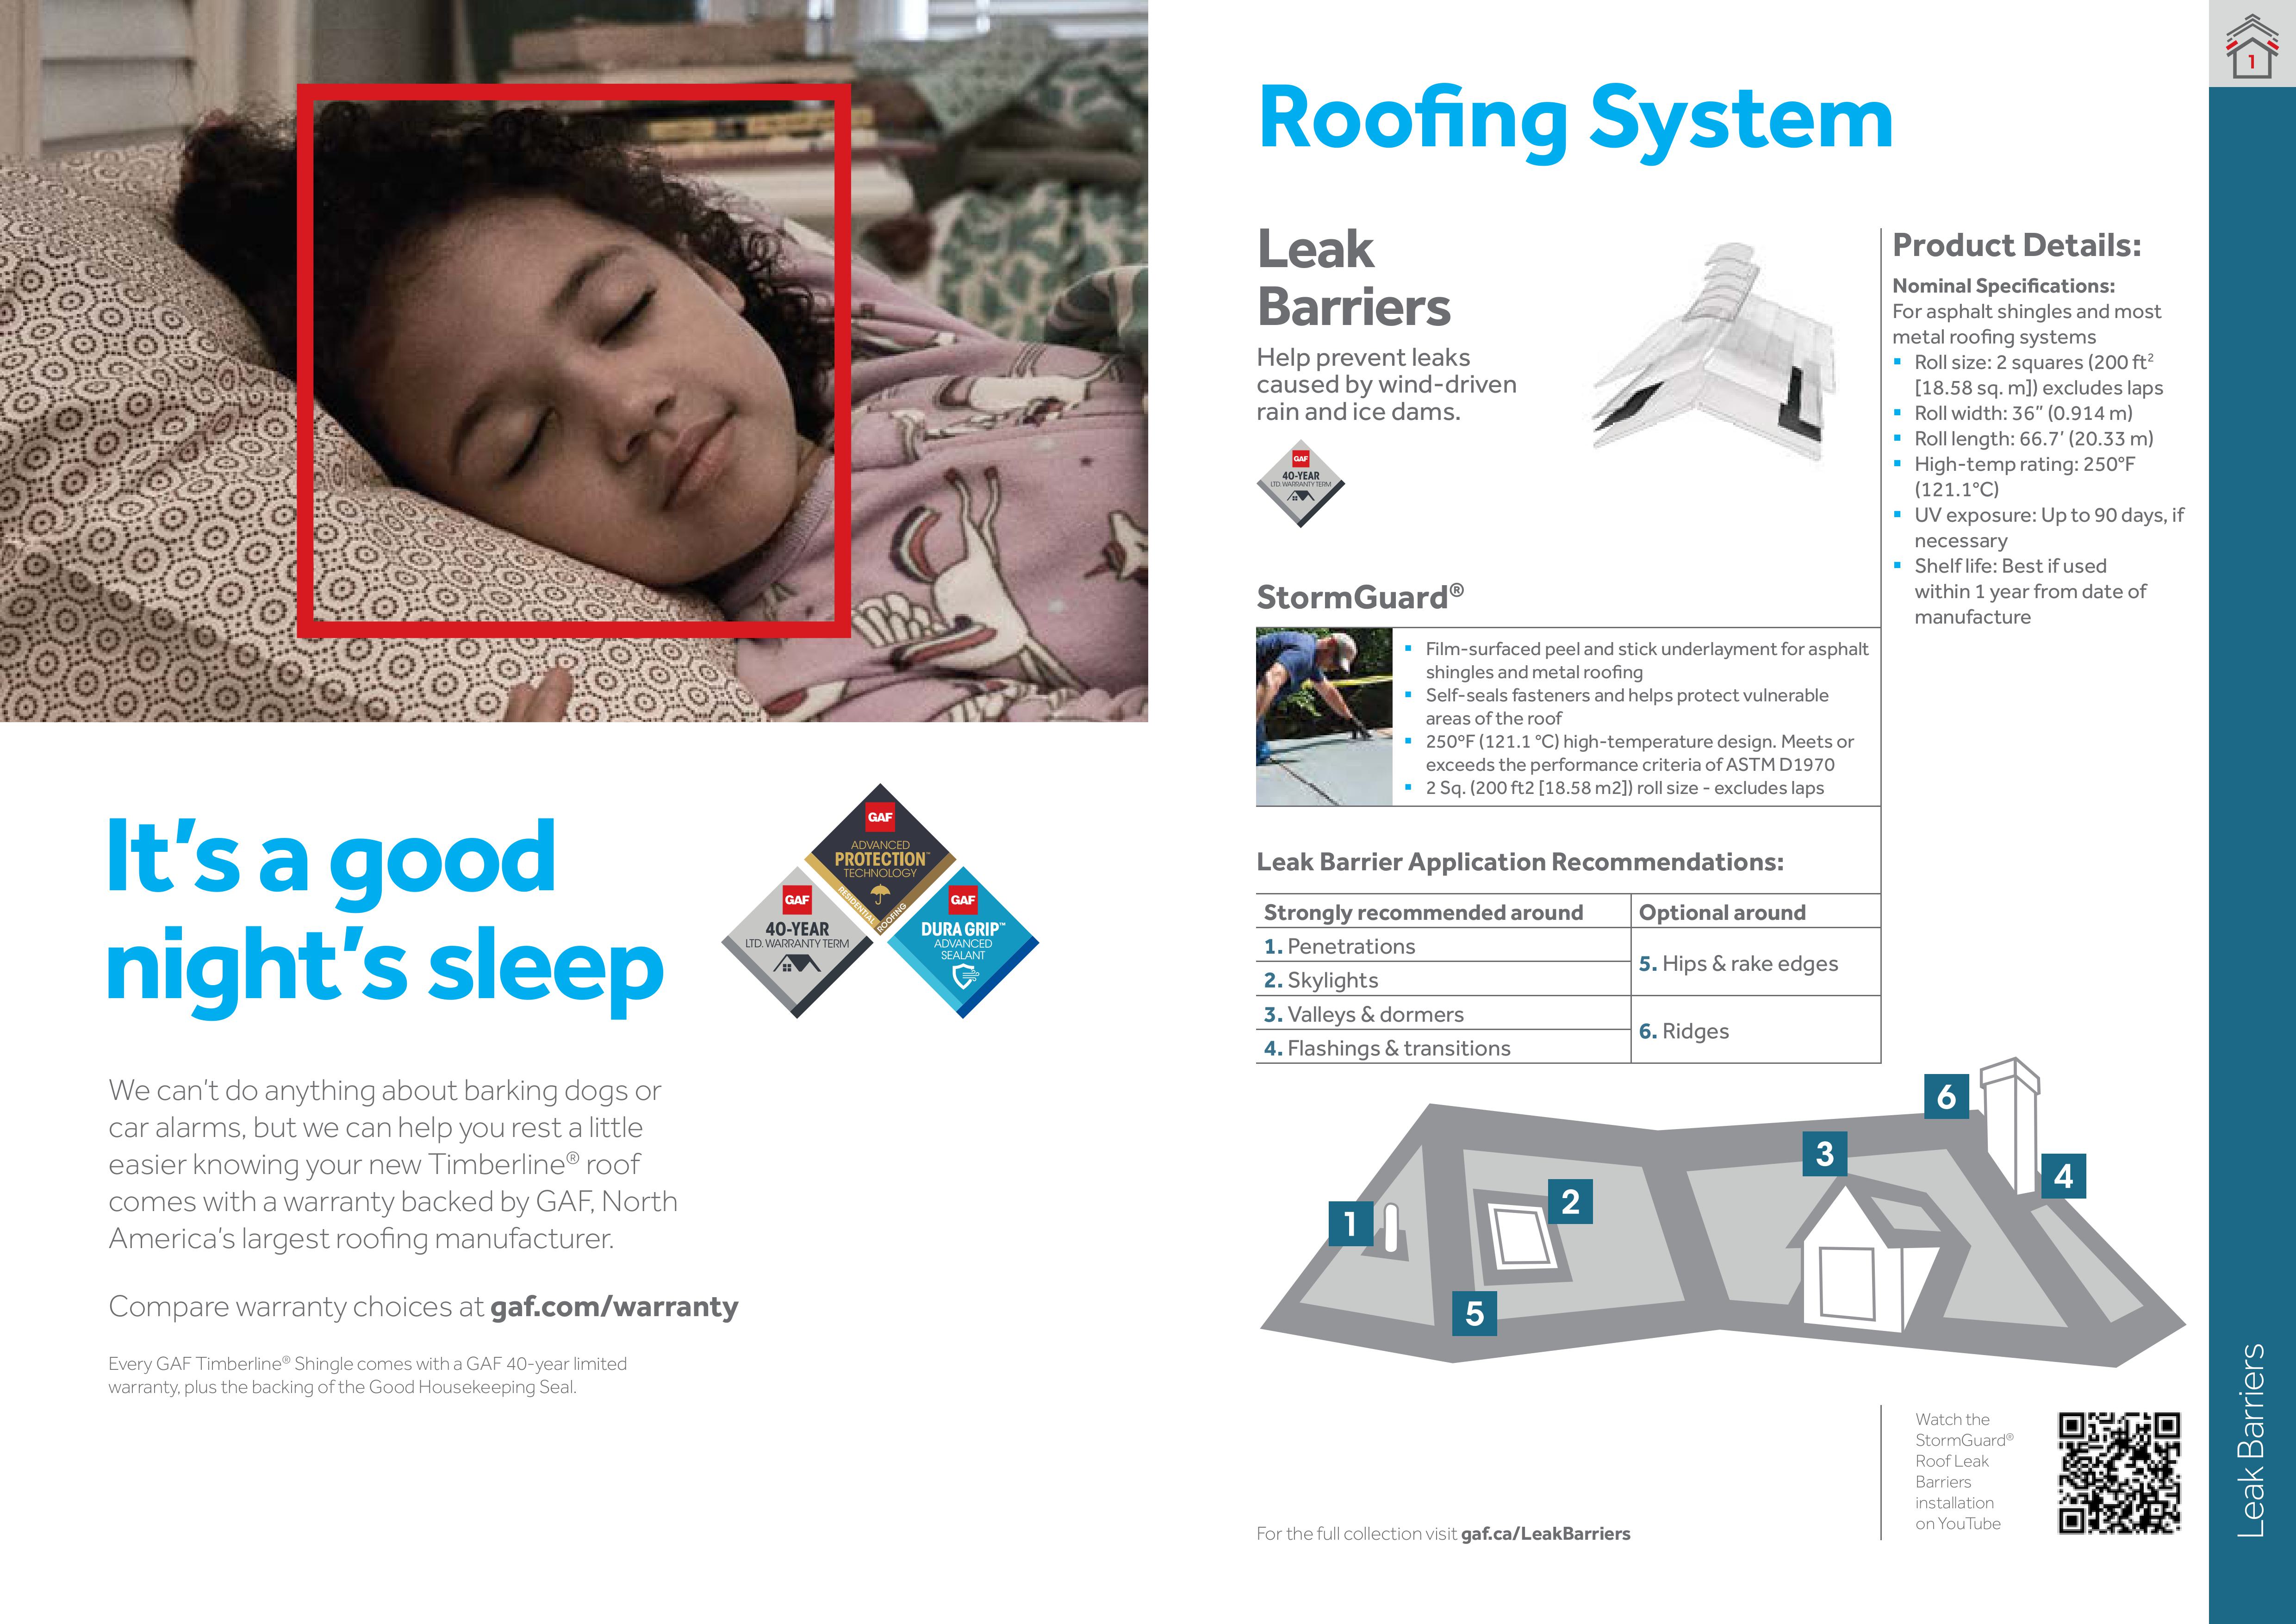 It's a good
night's sleep
GAF
ADVANCED
PROTECTION™
TECHNOLOGY
RESIDENTIAL
ROOFING
GAF
40-YEAR
LTD. WARRANTY TERM
GAF
DURA GRIP™
ADVANCED
SEALANT
We can't do anything about barking dogs or
car alarms, but we can help you rest a little
easier knowing your new Timberline® roof
comes with a warranty backed by GAF, North
America's largest roofing manufacturer.
Compare warranty choices at gaf.com/warranty
Every GAF Timberline® Shingle comes with a GAF 40-year limited
warranty, plus the backing of the Good Housekeeping Seal.
1
Roofing System
Leak
Barriers
Help prevent leaks
caused by wind-driven
rain and ice dams.
GAF
40-YEAR
LTD. WARRANTY TERM
Product Details:
Nominal Specifications:
For asphalt shingles and most
metal roofing systems
▪ Roll size: 2 squares (200 ft²
[18.58 sq. m]) excludes laps
▪ Roll width: 36″ (0.914 m)
▪ Roll length: 66.7′ (20.33 m)
▪ High-temp rating: 250°F
(121.1°C)
▪ UV exposure: Up to 90 days, if
necessary
▪ Shelf life: Best if used
within 1 year from date of
manufacture
StormGuard®
▪ Film-surfaced peel and stick underlayment for asphalt
shingles and metal roofing
▪ Self-seals fasteners and helps protect vulnerable
areas of the roof
▪ 250°F (121.1 °C) high-temperature design. Meets or
exceeds the performance criteria of ASTM D1970
▪ 2 Sq. (200 ft2 [18.58 m2]) roll size - excludes laps
Leak Barrier Application Recommendations:
Strongly recommended around
Optional around
1. Penetrations
2. Skylights
3. Valleys & dormers
4. Flashings & transitions
5. Hips & rake edges
6. Ridges
6
3
4
2
1
5
Watch the
StormGuard®
Roof Leak
Barriers
installation
on YouTube
For the full collection visit gaf.ca/LeakBarriers
Leak Barriers